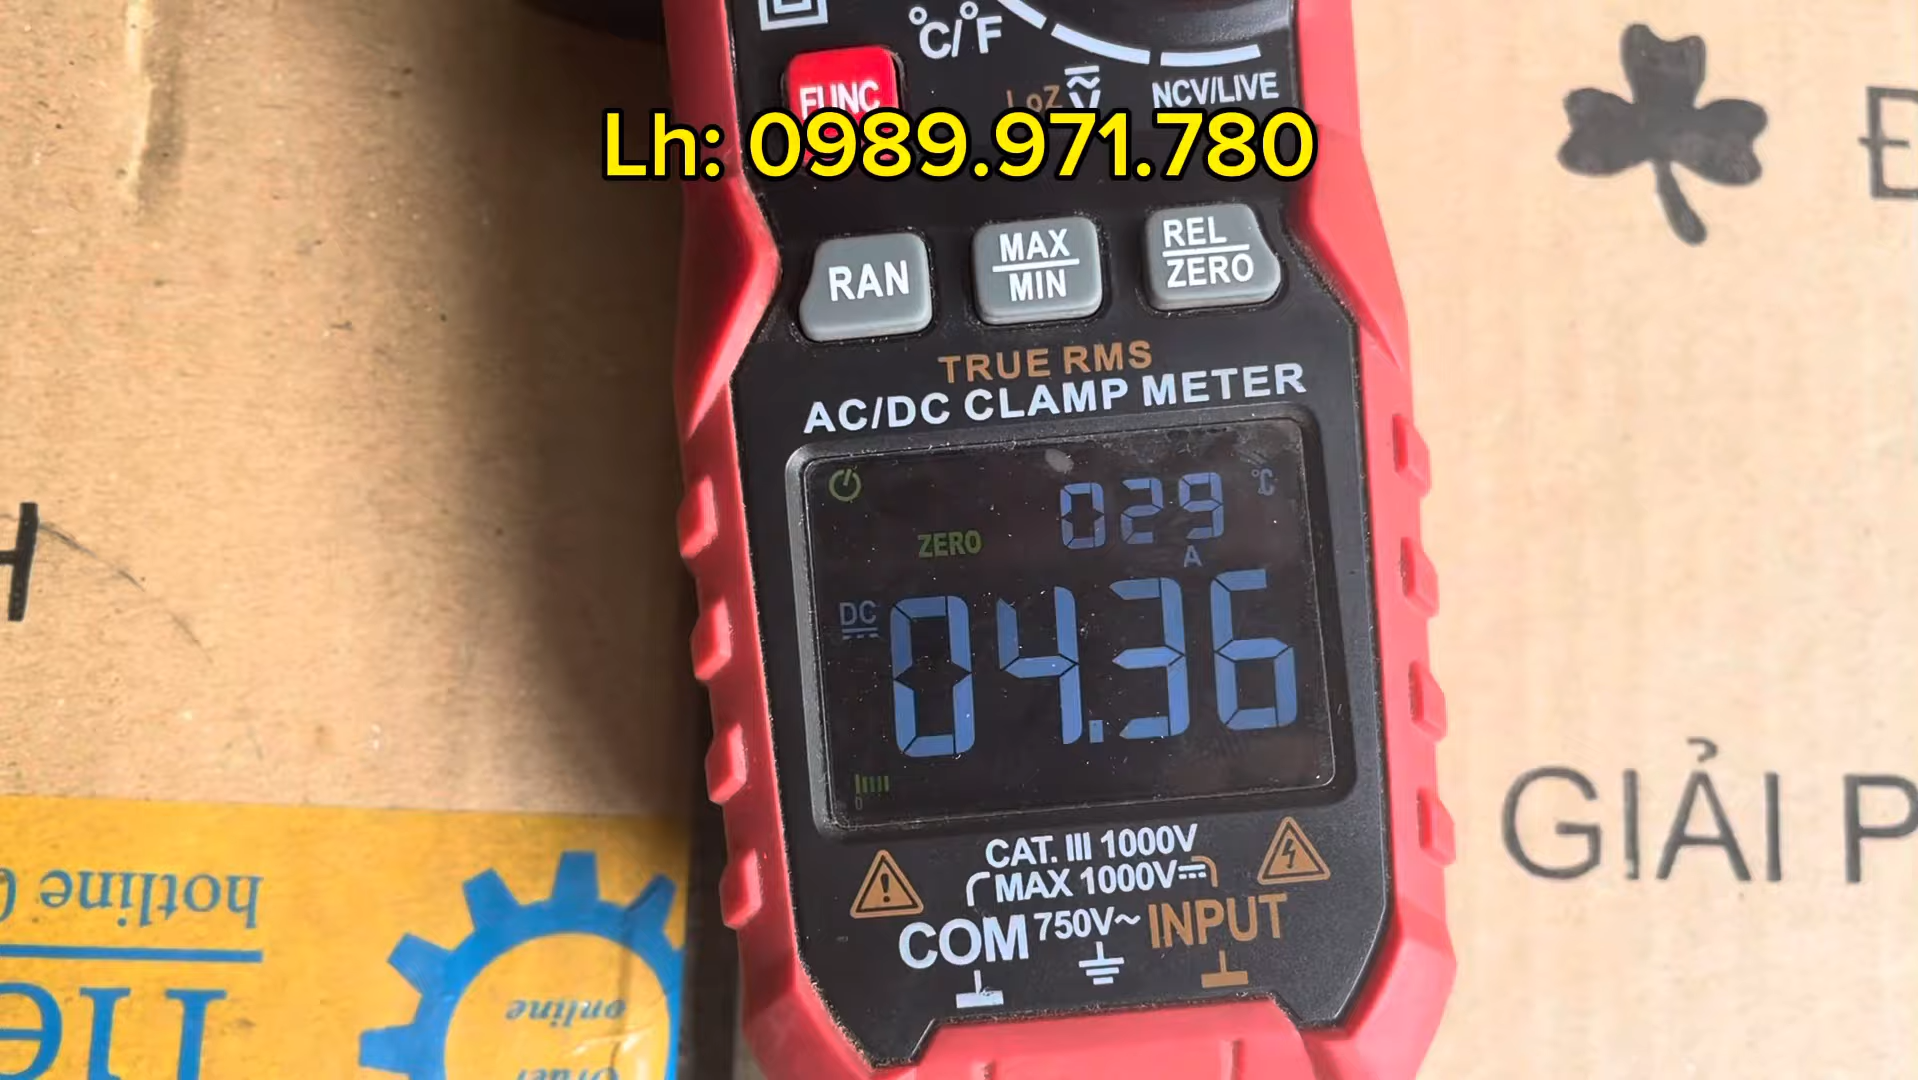 °C/°F
FUNC
LoZ V
NCV/LIVE
Lh: 0989.971.780
RAN
MAX
MIN
REL
ZERO
TRUE RMS
AC/DC CLAMP METER
029 °C
ZERO
A
DC 04.36
0
CAT. III 1000V
MAX 1000V
COM 750V~ INPUT
GIẢI P
H
Đ
hotline
online